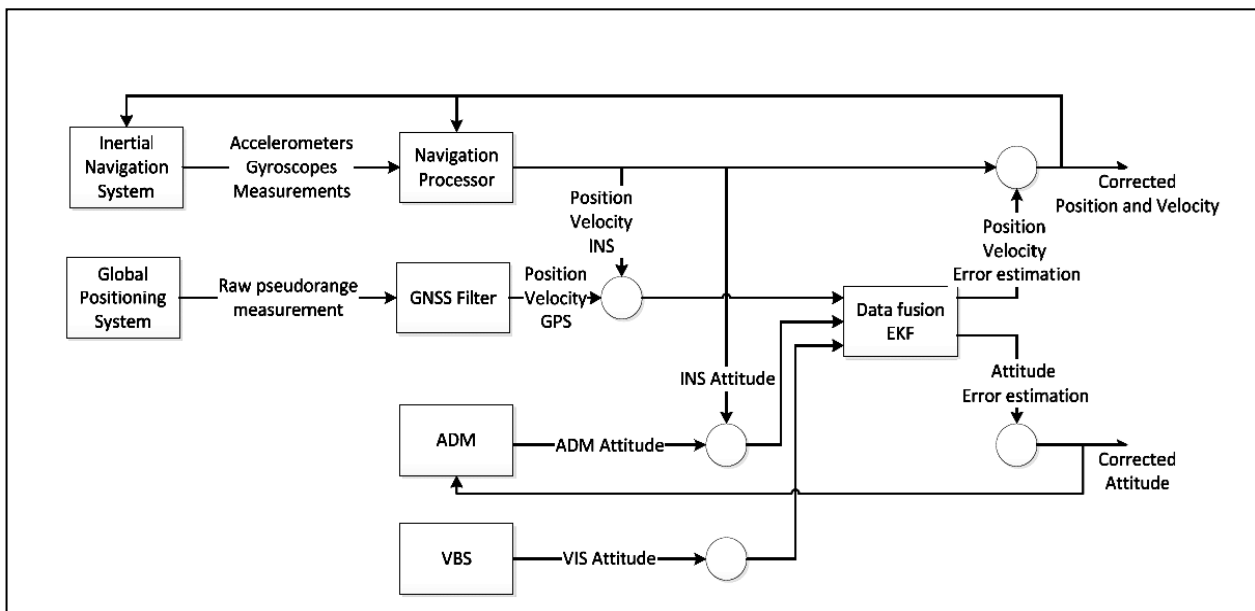 Inertial
Navigation
System
Accelerometers
Gyroscopes
Measurements
Navigation
Processor
Corrected
Position and Velocity
Position
Velocity
INS
Position
Velocity
Error estimation
Global
Positioning
System
Raw pseudorange
measurement
GNSS Filter
Position
Velocity
GPS
Data fusion
EKF
INS Attitude
Attitude
Error estimation
ADM
ADM Attitude
Corrected
Attitude
VBS
VIS Attitude